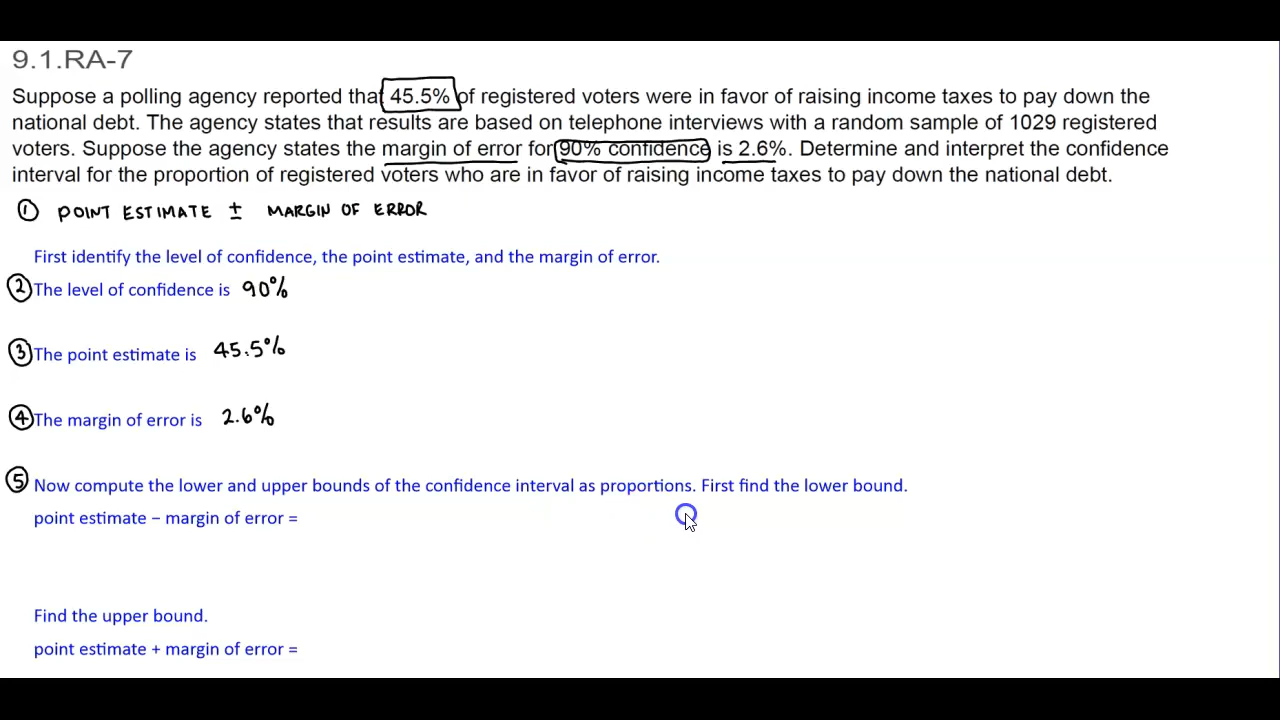 9.1.RA-7
Suppose a polling agency reported that 45.5% of registered voters were in favor of raising income taxes to pay down the
national debt. The agency states that results are based on telephone interviews with a random sample of 1029 registered
voters. Suppose the agency states the margin of error for 90% confidence is 2.6%. Determine and interpret the confidence
interval for the proportion of registered voters who are in favor of raising income taxes to pay down the national debt.
① POINT ESTIMATE ± MARGIN OF ERROR
First identify the level of confidence, the point estimate, and the margin of error.
② The level of confidence is 90%
③ The point estimate is 45.5%
④ The margin of error is 2.6%
⑤ Now compute the lower and upper bounds of the confidence interval as proportions. First find the lower bound.
point estimate − margin of error =
Find the upper bound.
point estimate + margin of error =